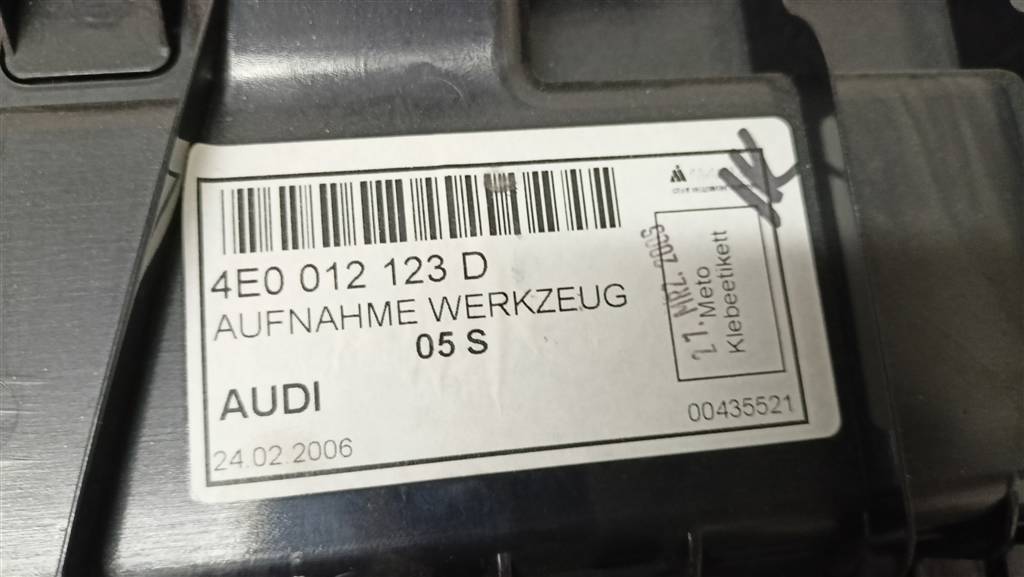 4E0 012 123 D
AUFNAHME WERKZEUG
05 S
AUDI
24.02.2006
21. MRZ. 2006
Meto
Klebeetikett
00435521